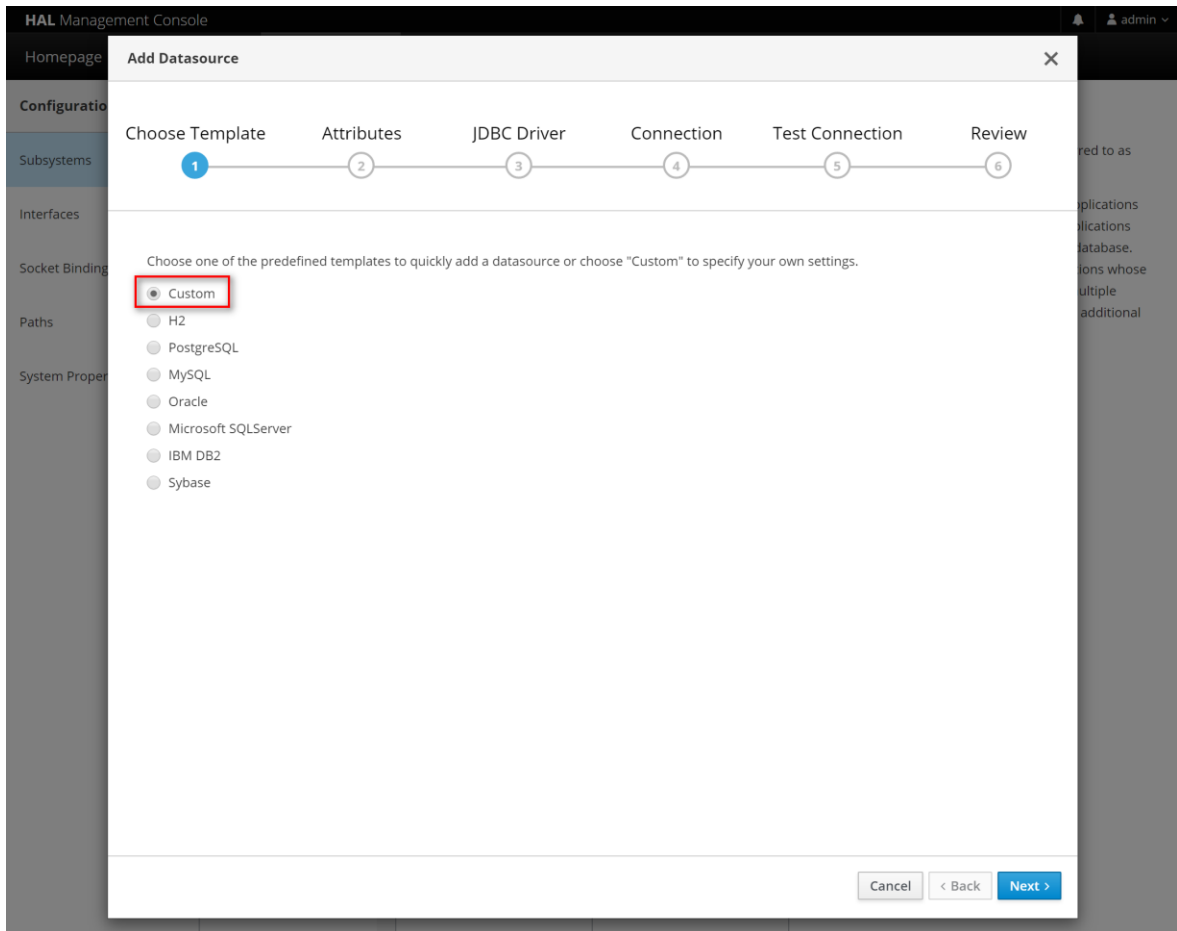 HAL Management Console
admin
Homepage
Add Datasource
Configuratio
Choose Template Attributes JDBC Driver Connection Test Connection Review
1 2 3 4 5 6
Subsystems
red to as
Interfaces
pplications
plications
database.
Socket Binding
ions whose
ultiple
additional
Paths
System Proper
Choose one of the predefined templates to quickly add a datasource or choose "Custom" to specify your own settings.
Custom
H2
PostgreSQL
MySQL
Oracle
Microsoft SQLServer
IBM DB2
Sybase
Cancel < Back Next >